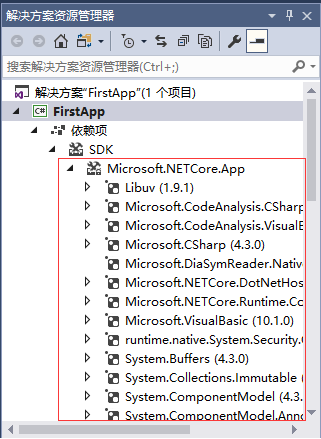 解决方案资源管理器
搜索解决方案资源管理器(Ctrl+;)
解决方案"FirstApp"(1 个项目)
C# FirstApp
依赖项
SDK
Microsoft.NETCore.App
Libuv (1.9.1)
Microsoft.CodeAnalysis.CSharp
Microsoft.CodeAnalysis.VisualB
Microsoft.CSharp (4.3.0)
Microsoft.DiaSymReader.Native
Microsoft.NETCore.DotNetHos
Microsoft.NETCore.Runtime.Co
Microsoft.VisualBasic (10.1.0)
runtime.native.System.Security.C
System.Buffers (4.3.0)
System.Collections.Immutable (
System.ComponentModel (4.3.
System.ComponentModel.Anno